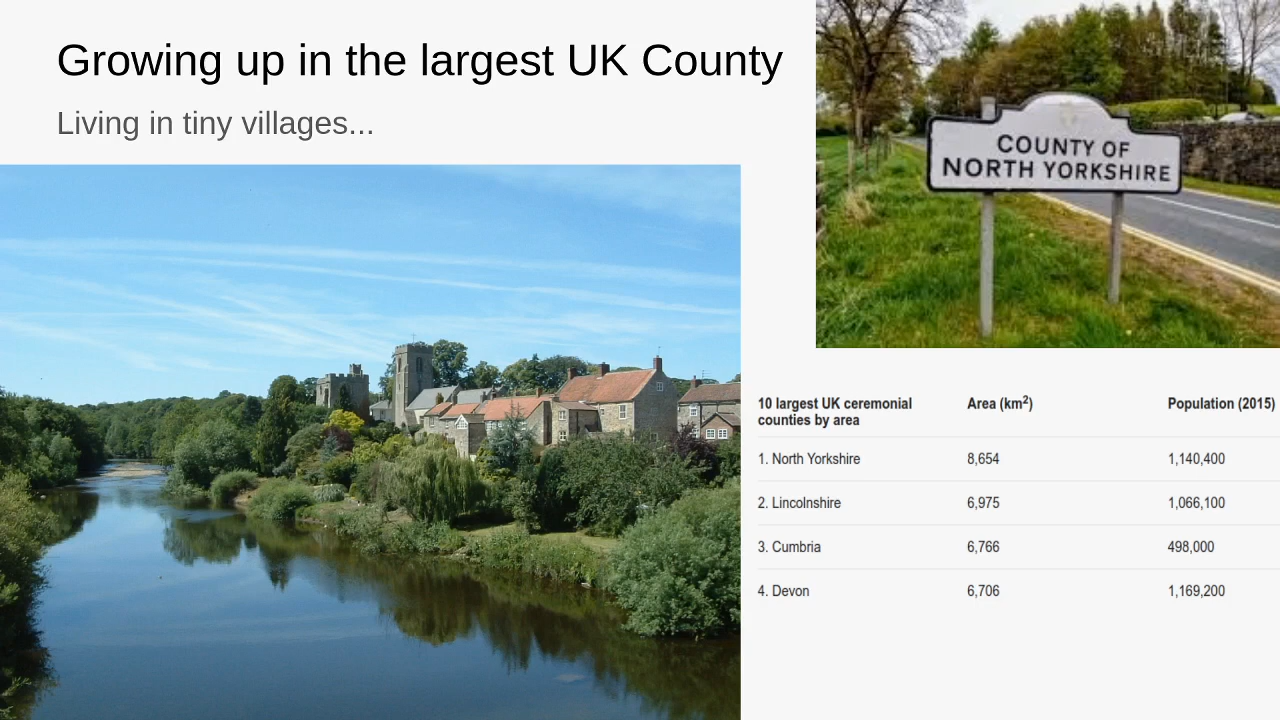 Growing up in the largest UK County
Living in tiny villages...
COUNTY OF
NORTH YORKSHIRE
10 largest UK ceremonial counties by area Area (km²) Population (2015)
1. North Yorkshire 8,654 1,140,400
2. Lincolnshire 6,975 1,066,100
3. Cumbria 6,766 498,000
4. Devon 6,706 1,169,200